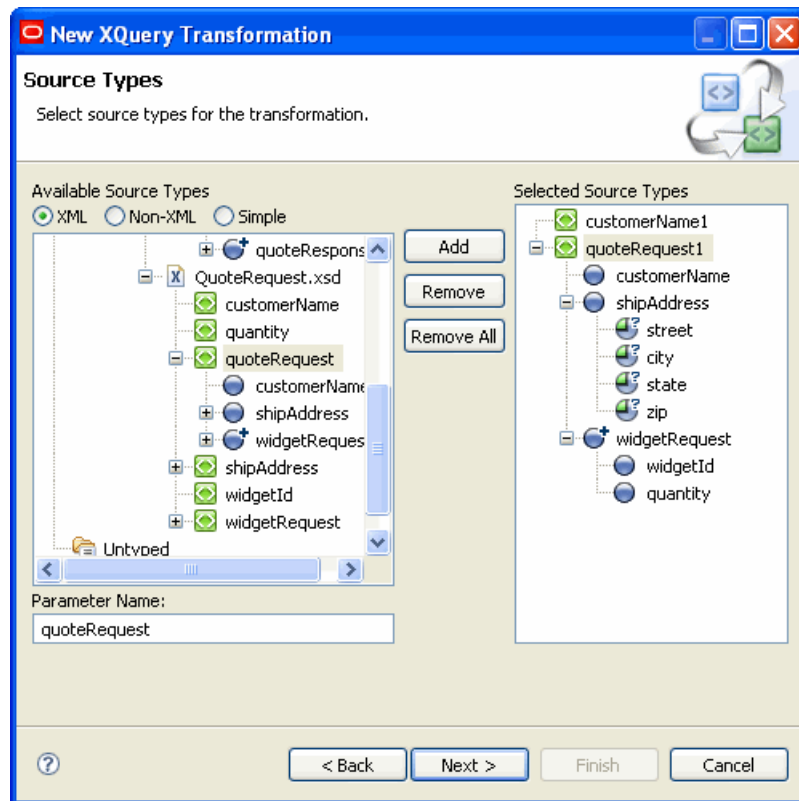 New XQuery Transformation
Source Types
Select source types for the transformation.
Available Source Types
XML Non-XML Simple
quoteRespons
QuoteRequest.xsd
customerName
quantity
quoteRequest
customerName
shipAddress
widgetReques
shipAddress
widgetId
widgetRequest
Untyped
Parameter Name:
quoteRequest
Add
Remove
Remove All
Selected Source Types
customerName1
quoteRequest1
customerName
shipAddress
street
city
state
zip
widgetRequest
widgetId
quantity
< Back Next > Finish Cancel